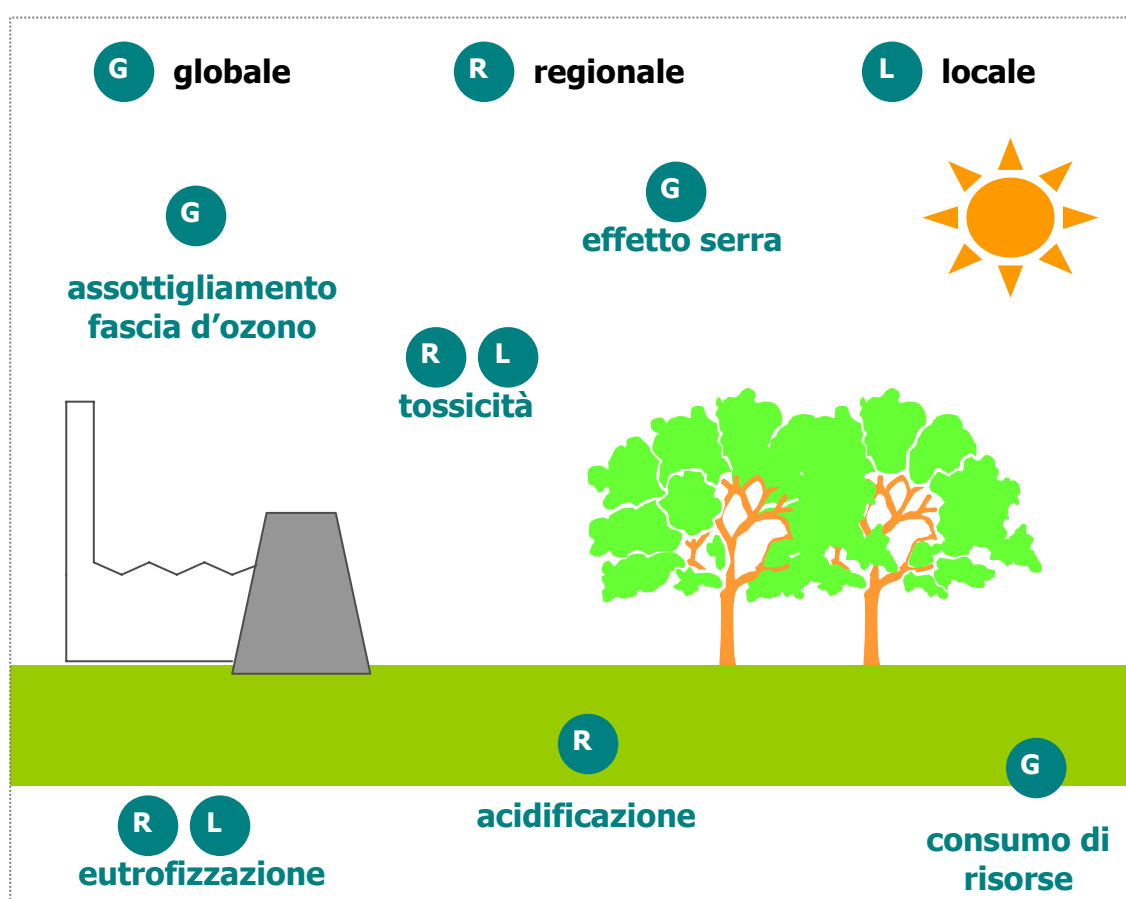 G globale R regionale L locale
G
effetto serra
G
assottigliamento
fascia d'ozono
R L
tossicità
R
acidificazione
G
consumo di
risorse
R L
eutrofizzazione